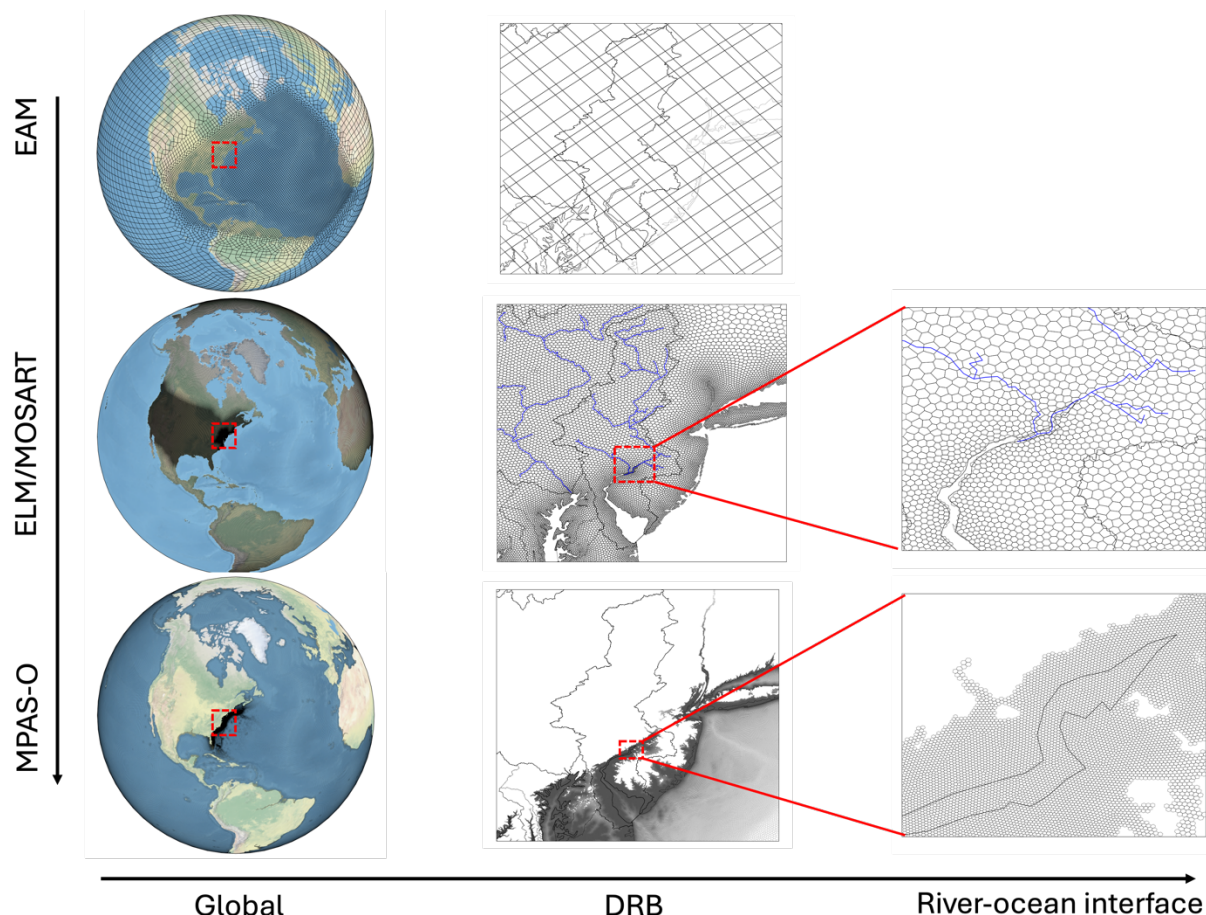 EAM
ELM/MOSART
MPAS-O
Global
DRB
River-ocean interface